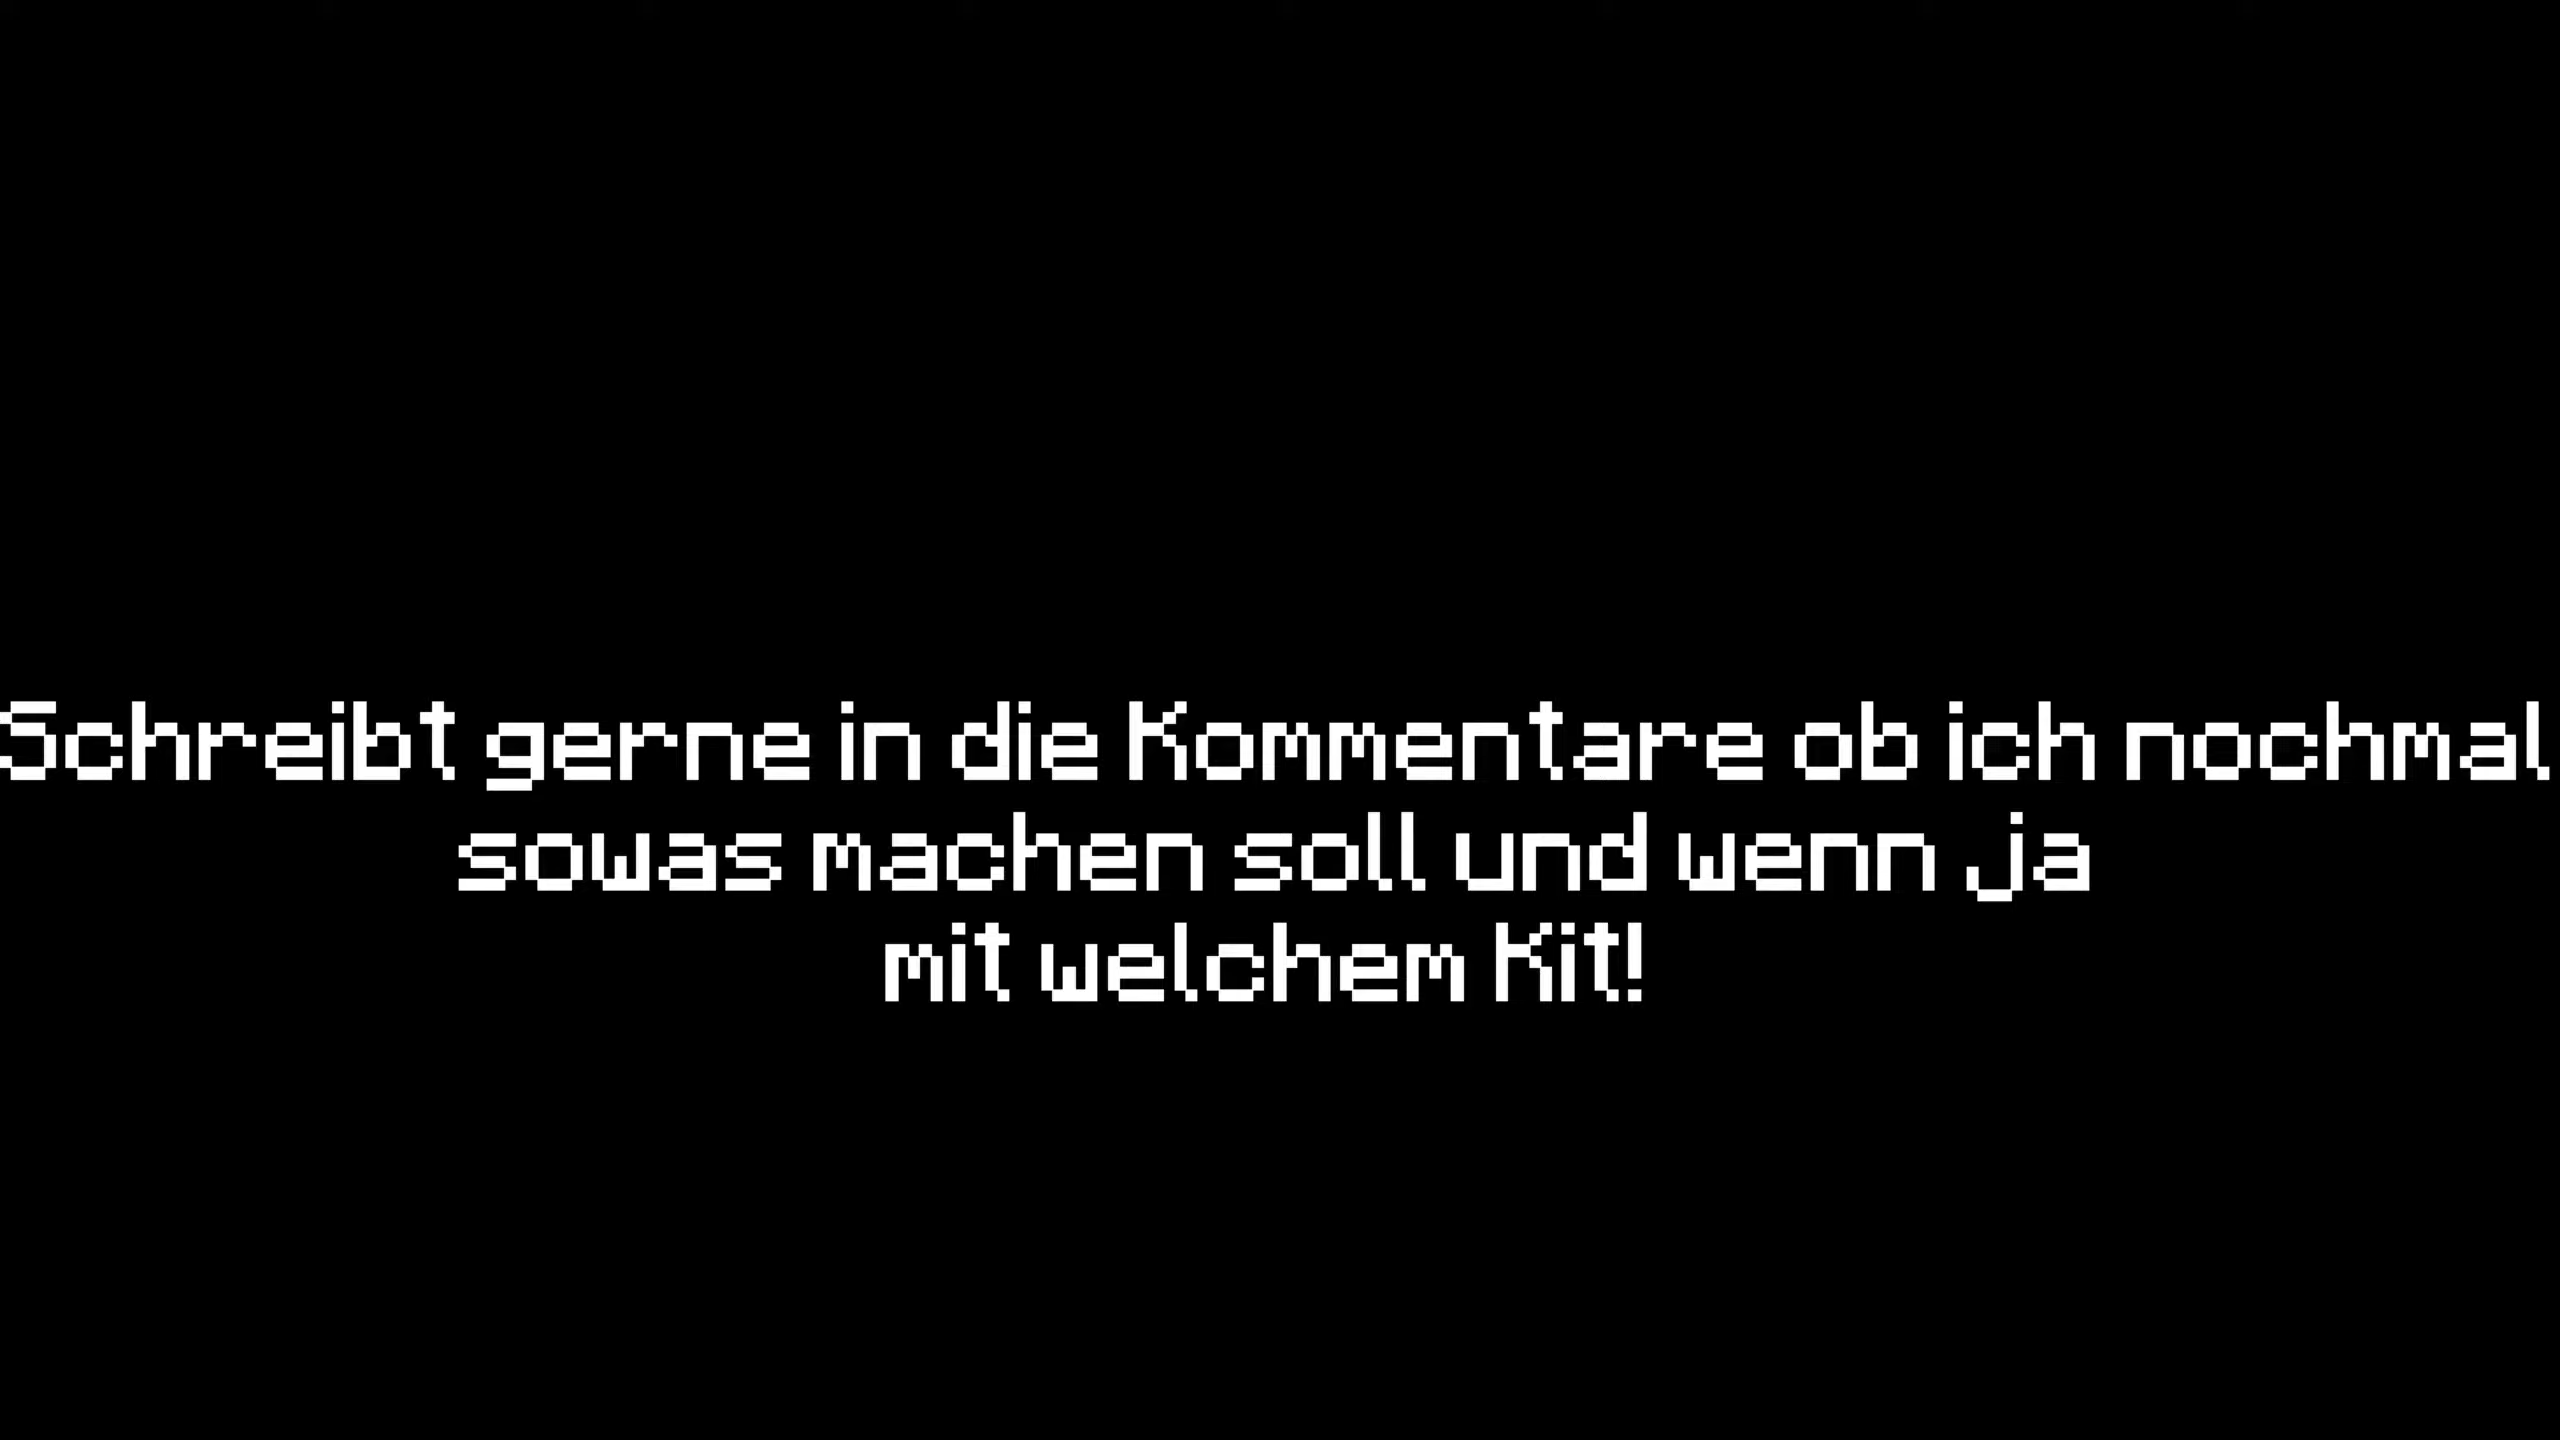 Schreibt gerne in die Kommentare ob ich nochmal
sowas machen soll und wenn ja
mit welchem Kit!